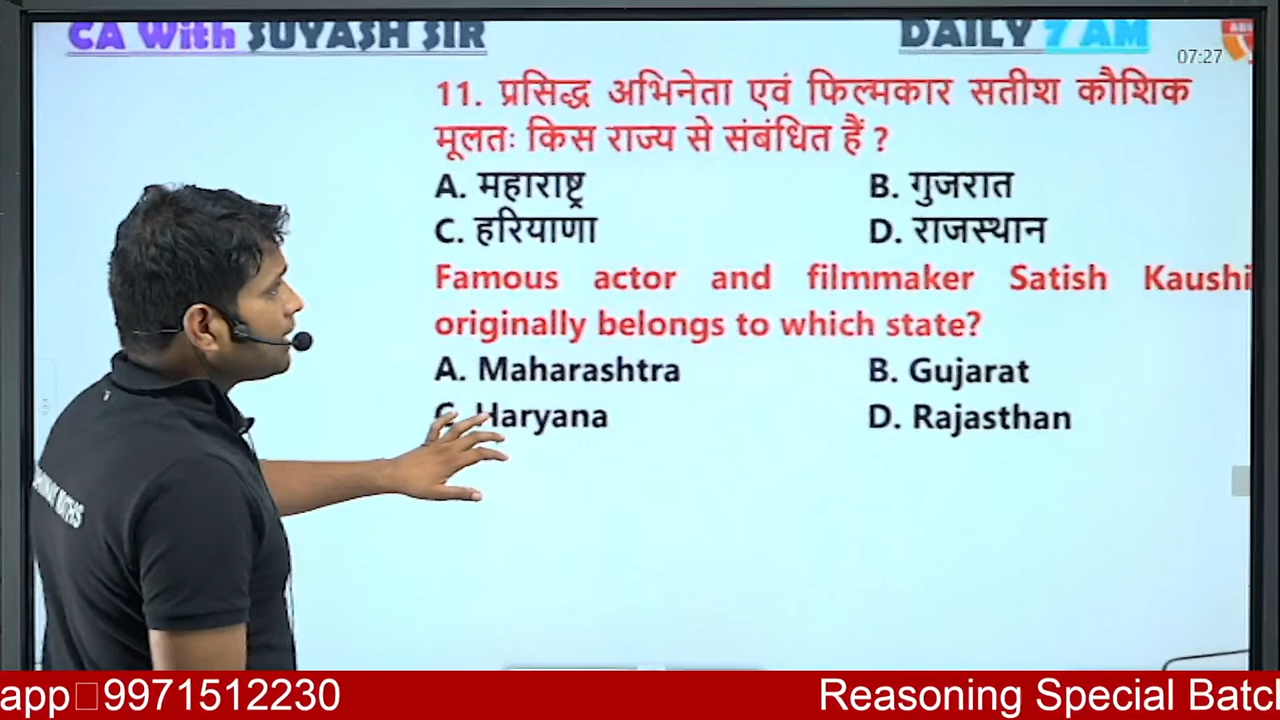 CA With SUYASH SIR
DAILY 7 AM
07:27
11. प्रसिद्ध अभिनेता एवं फिल्मकार सतीश कौशिक
मूलतः किस राज्य से संबंधित हैं ?
A. महाराष्ट्र B. गुजरात
C. हरियाणा D. राजस्थान
Famous actor and filmmaker Satish Kaushi
originally belongs to which state?
A. Maharashtra B. Gujarat
C. Haryana D. Rajasthan
app 9971512230
Reasoning Special Batch